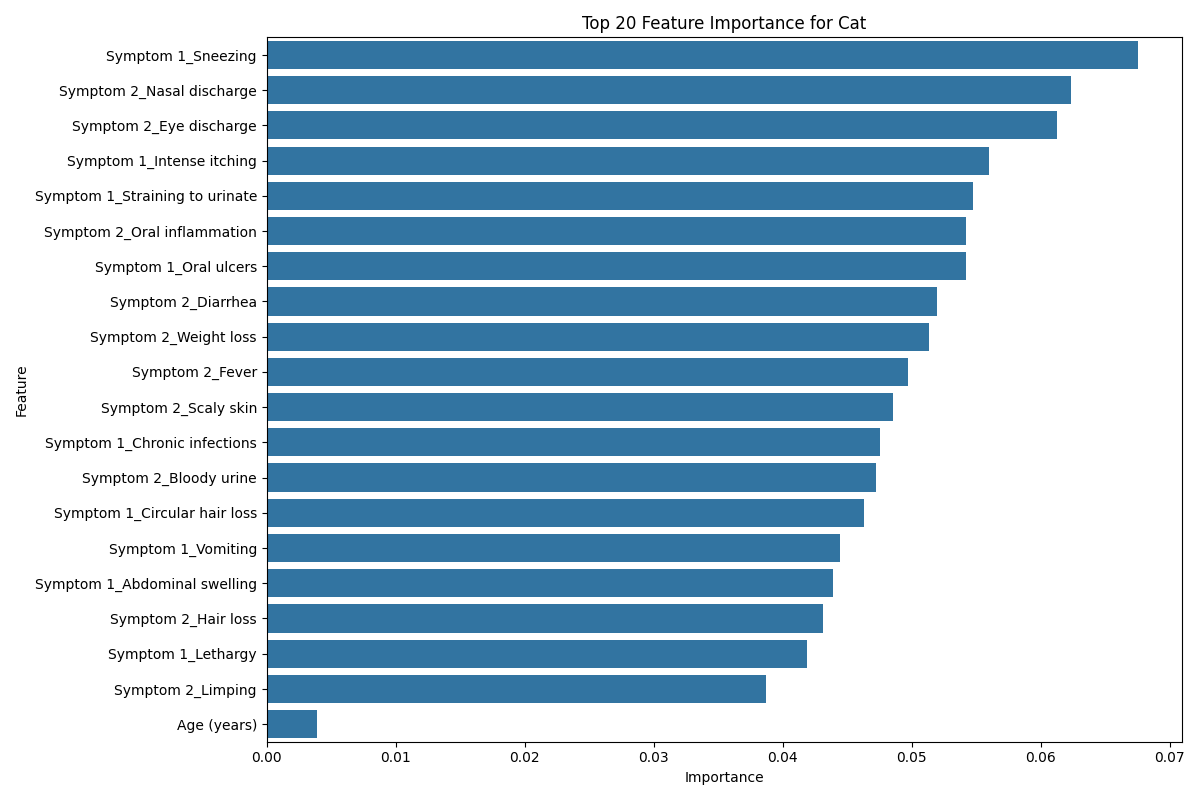 Top 20 Feature Importance for Cat
Symptom 1_Sneezing
Symptom 2_Nasal discharge
Symptom 2_Eye discharge
Symptom 1_Intense itching
Symptom 1_Straining to urinate
Symptom 2_Oral inflammation
Symptom 1_Oral ulcers
Symptom 2_Diarrhea
Symptom 2_Weight loss
Symptom 2_Fever
Symptom 2_Scaly skin
Symptom 1_Chronic infections
Symptom 2_Bloody urine
Symptom 1_Circular hair loss
Symptom 1_Vomiting
Symptom 1_Abdominal swelling
Symptom 2_Hair loss
Symptom 1_Lethargy
Symptom 2_Limping
Age (years)
Feature
0.00 0.01 0.02 0.03 0.04 0.05 0.06 0.07
Importance